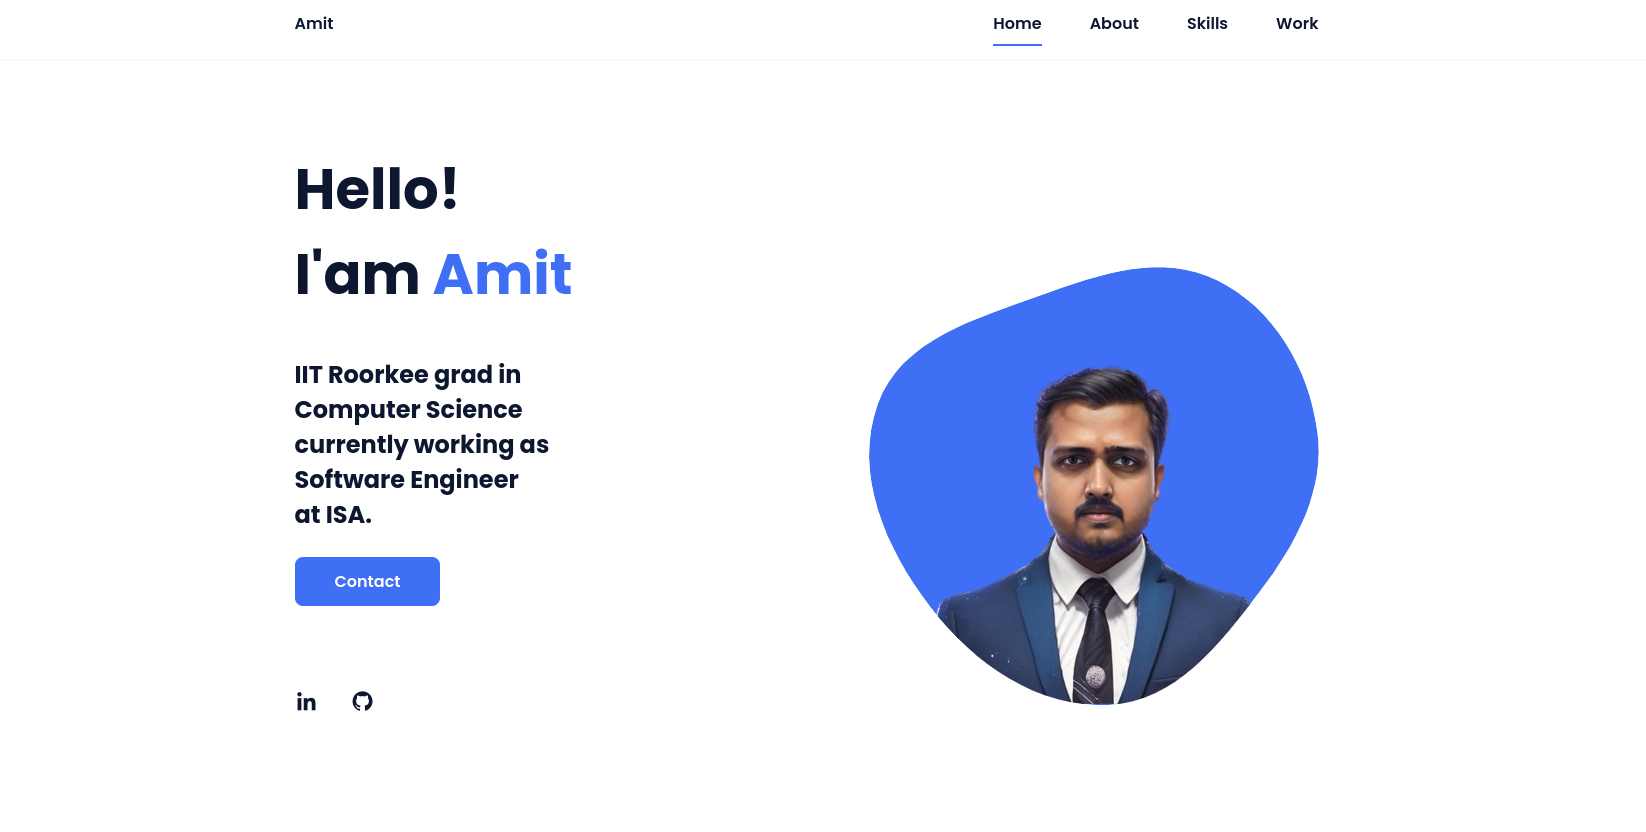 Amit
Home About Skills Work
Hello!
I'am Amit
IIT Roorkee grad in
Computer Science
currently working as
Software Engineer
at ISA.
Contact
in